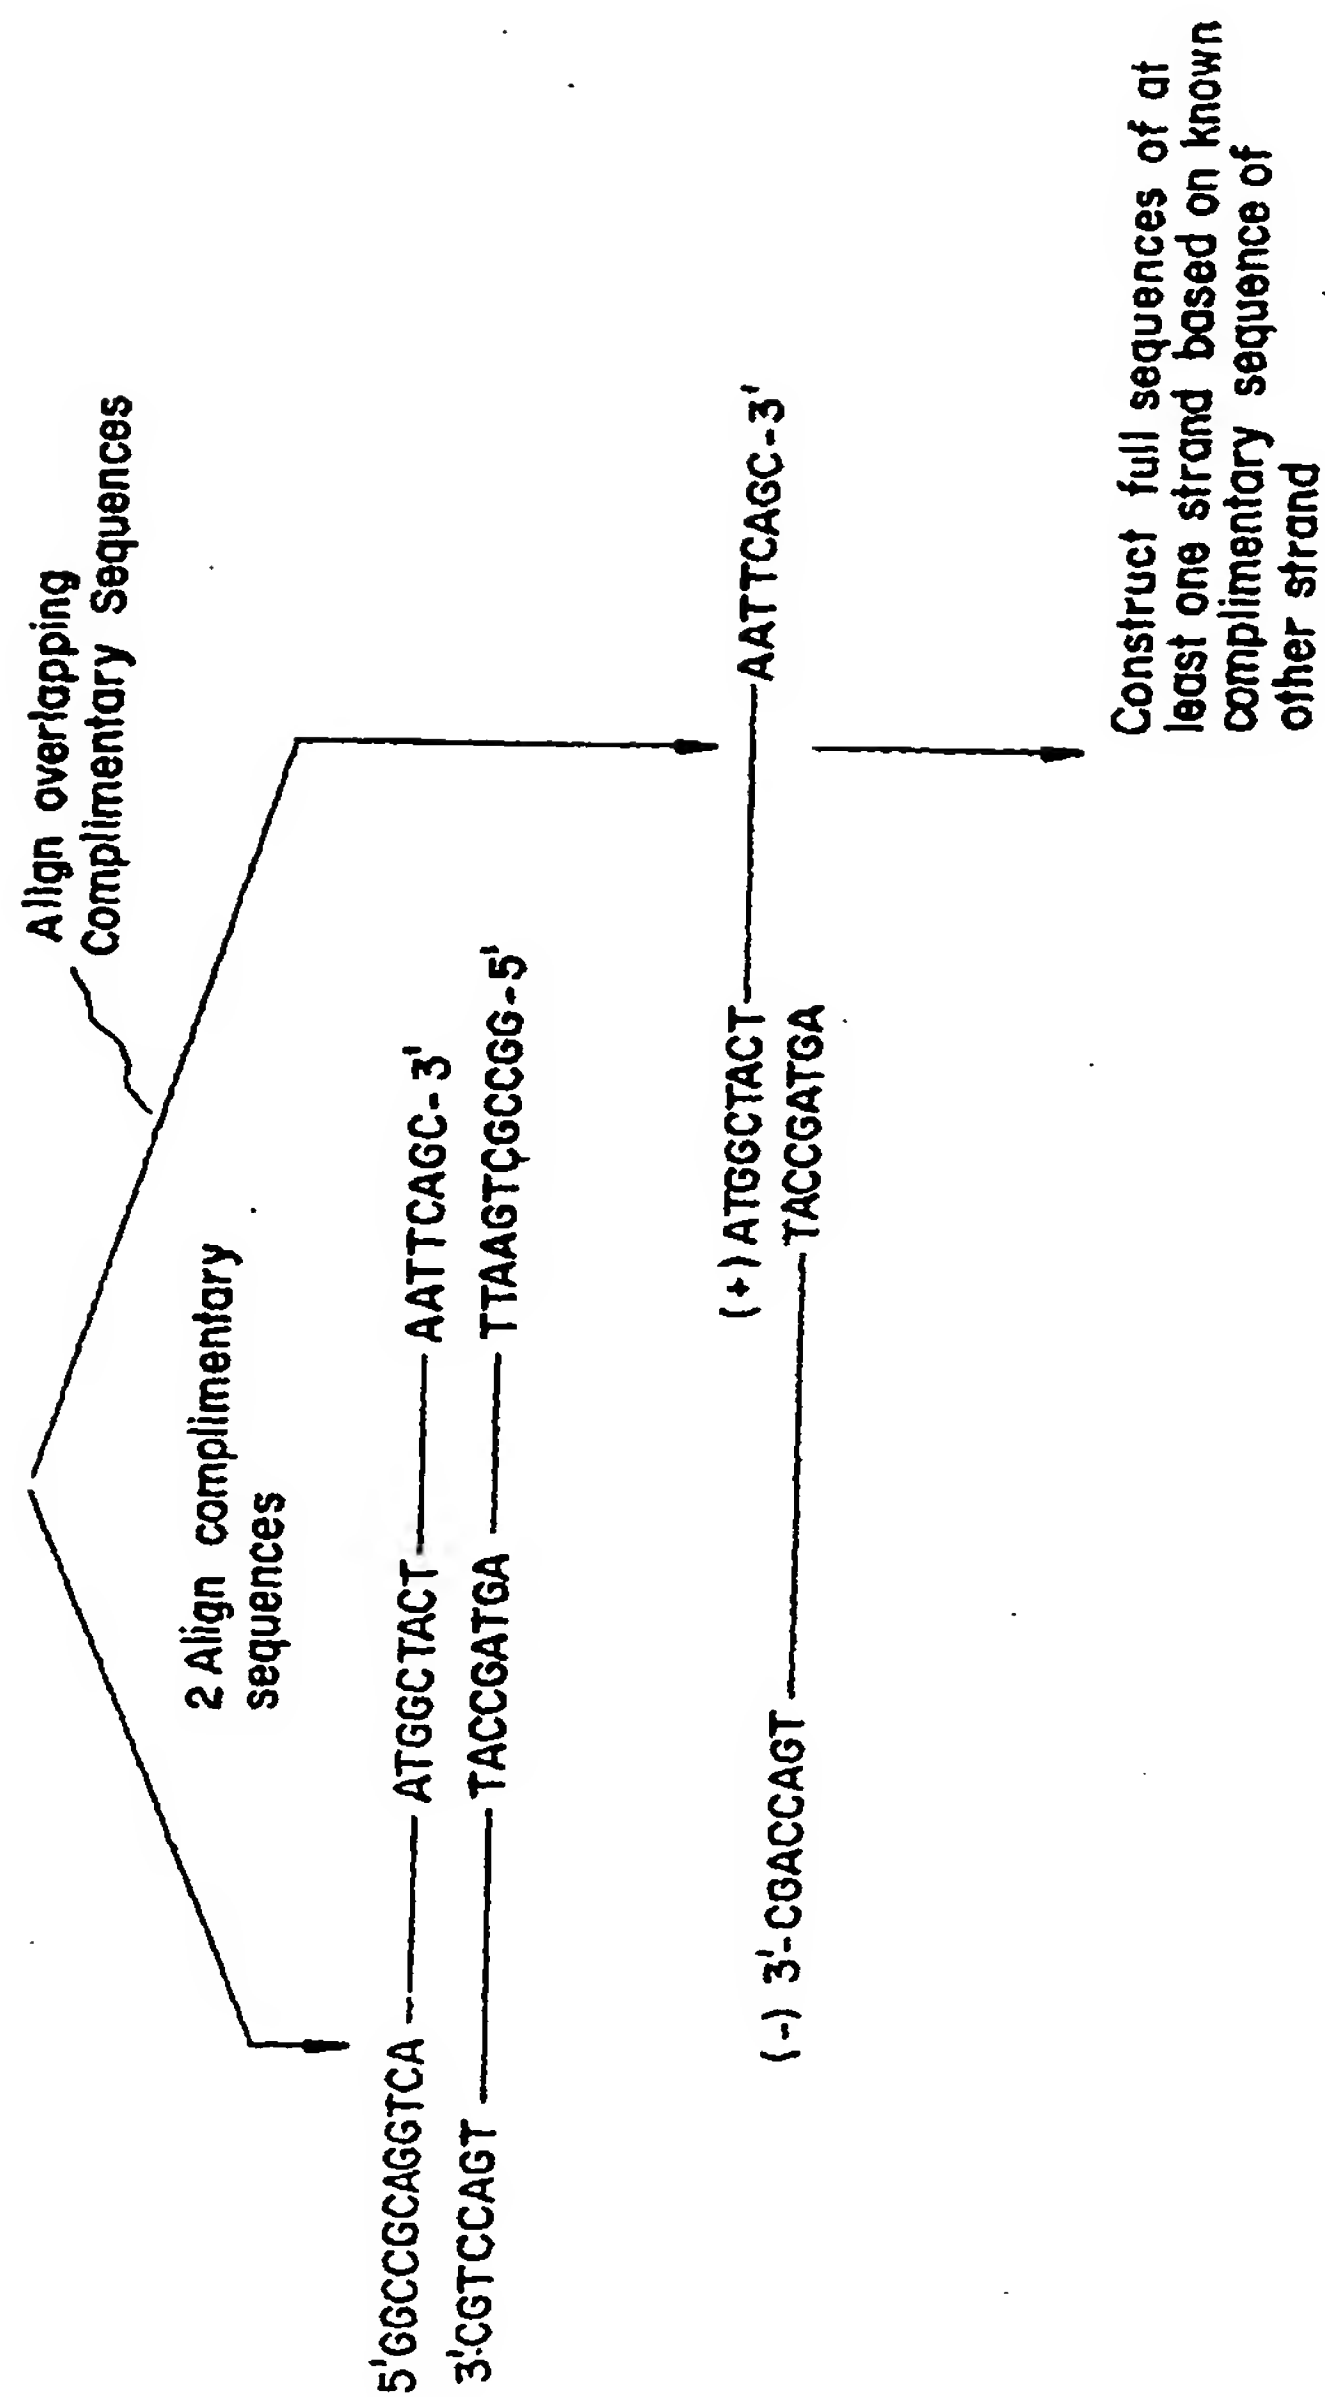 Align overlapping
Complimentary Sequences
2 Align complimentary
sequences
5'GGCCGCAGGTCA — ATGGCTACT — AATTCAGC-3'
3'-CGTCCAGT — TACCGATGA — TTAAGTCGCCGG-5'
(+) ATGGCTACT — AATTCAGC-3'
(-) 3'-CGACCAGT — TACCGATGA
Construct full sequences of at
least one strand based on known
complimentary sequence of
other strand